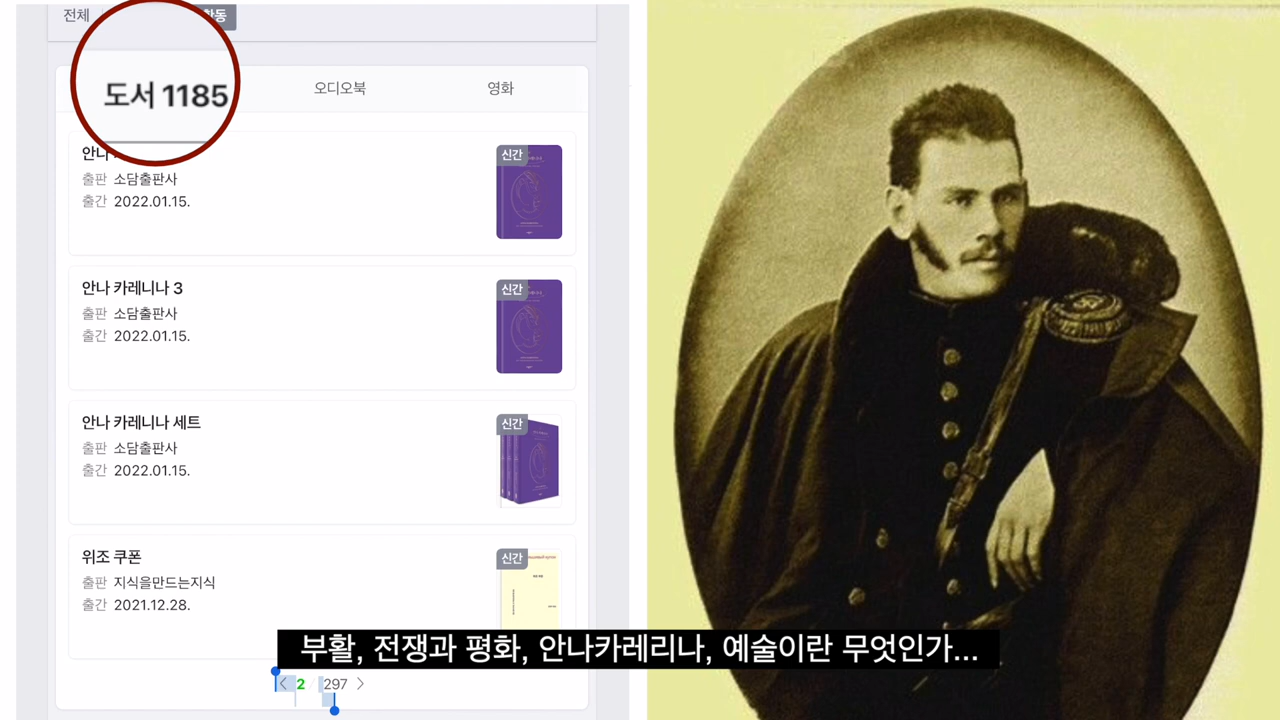 전체
활동
도서 1185
오디오북
영화
안나
신간
출판 소담출판사
출간 2022.01.15.
안나 카레니나 3
신간
출판 소담출판사
출간 2022.01.15.
안나 카레니나 세트
신간
출판 소담출판사
출간 2022.01.15.
위조 쿠폰
신간
출판 지식을만드는지식
출간 2021.12.28.
부활, 전쟁과 평화, 안나카레리나, 예술이란 무엇인가...
< 2 / 297 >